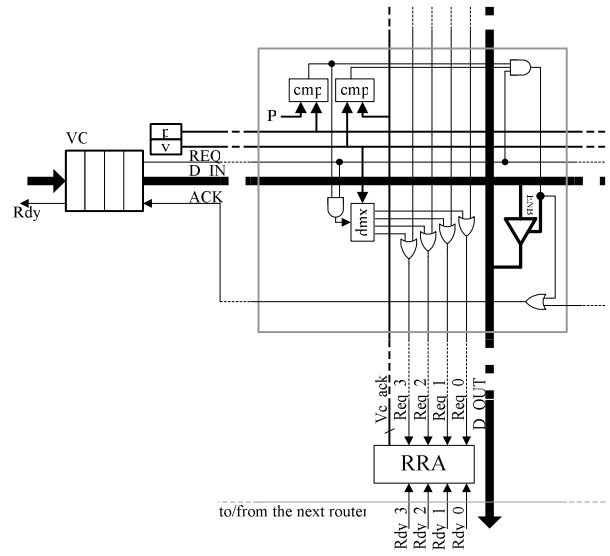 cmp cmp
P
VC
p
v
REQ
D_IN
ACK
Rdy
dmx
ENB
Vc_ack
Req_3
Req_2
Req_1
Req_0
D_OUT
RRA
to/from the next router
Rdy_3
Rdy_2
Rdy_1
Rdy_0